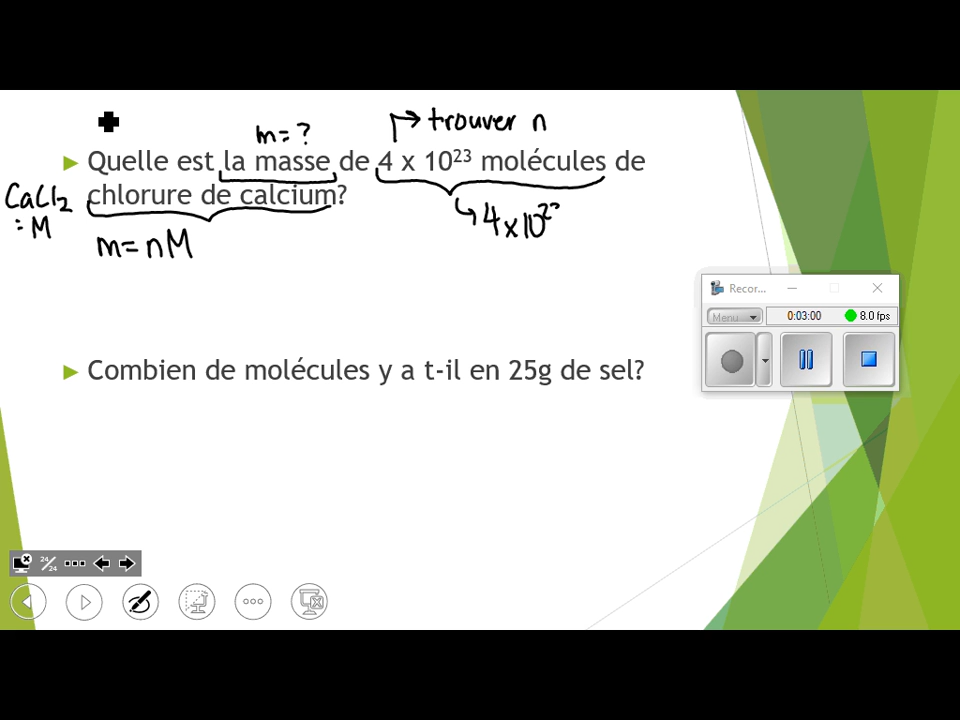 m = ?
→ trouver n
Quelle est la masse de 4 x 10²³ molécules de
CaCl₂
chlorure de calcium?
: M
4x10²³
m = nM
Recor...
Menu
0:03:00
8.0 fps
Combien de molécules y a t-il en 25g de sel?
24/24